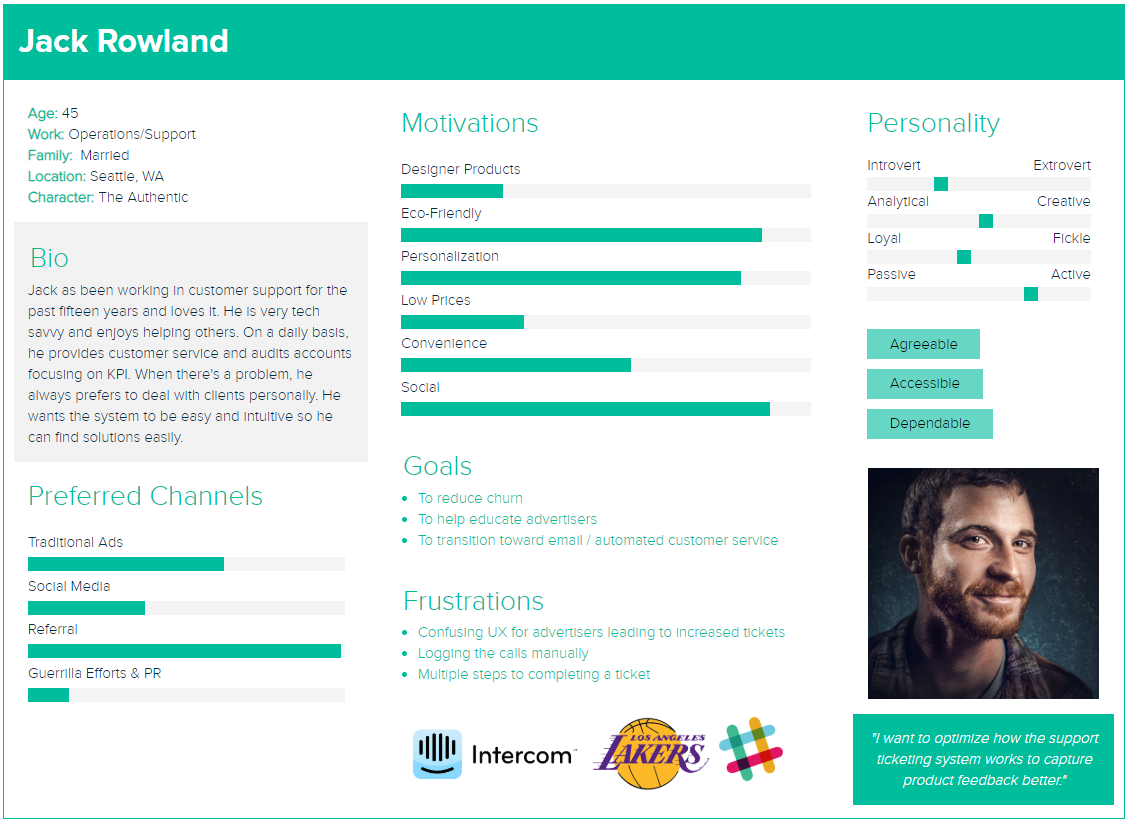 Jack Rowland
Age: 45
Work: Operations/Support
Family: Married
Location: Seattle, WA
Character: The Authentic
Bio
Jack as been working in customer support for the
past fifteen years and loves it. He is very tech
savvy and enjoys helping others. On a daily basis,
he provides customer service and audits accounts
focusing on KPI. When there's a problem, he
always prefers to deal with clients personally. He
wants the system to be easy and intuitive so he
can find solutions easily.
Preferred Channels
Traditional Ads
Social Media
Referral
Guerrilla Efforts & PR
Motivations
Designer Products
Eco-Friendly
Personalization
Low Prices
Convenience
Social
Goals
• To reduce churn
• To help educate advertisers
• To transition toward email / automated customer service
Frustrations
• Confusing UX for advertisers leading to increased tickets
• Logging the calls manually
• Multiple steps to completing a ticket
Intercom™
LOS ANGELES
LAKERS
Personality
Introvert Extrovert
Analytical Creative
Loyal Fickle
Passive Active
Agreeable
Accessible
Dependable
"I want to optimize how the support
ticketing system works to capture
product feedback better."